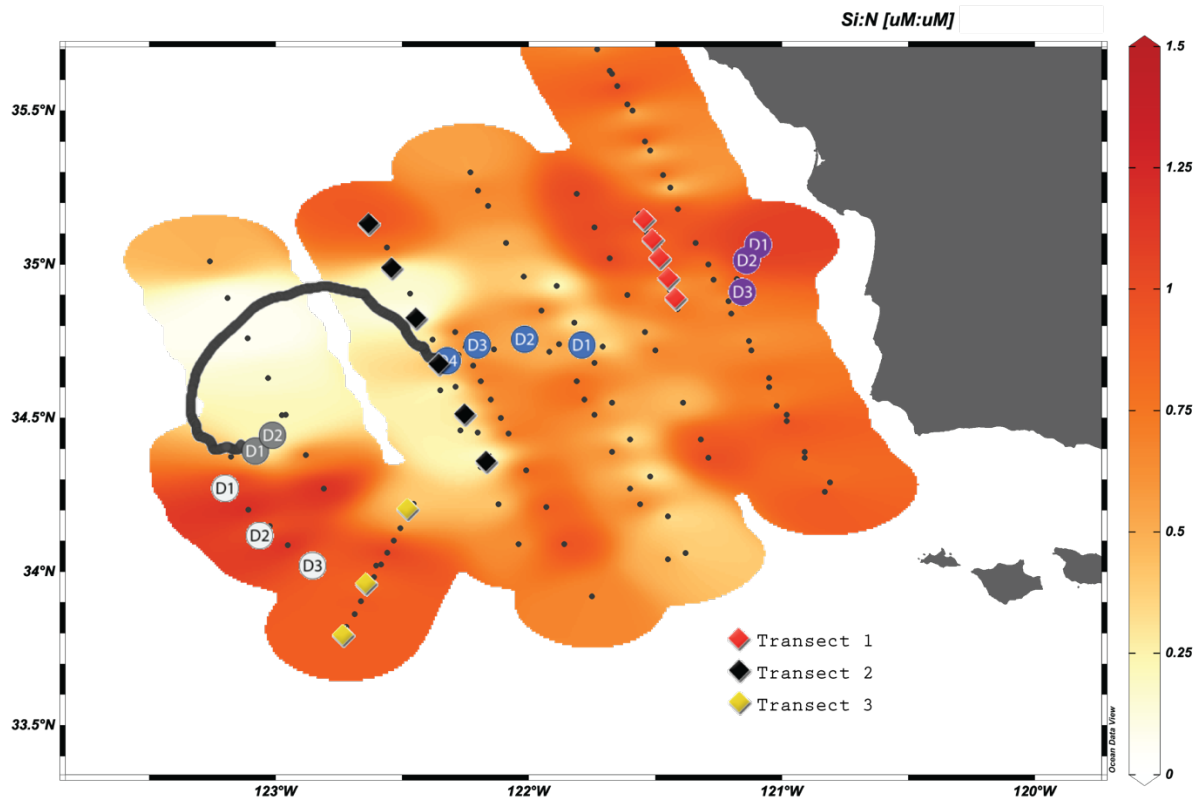 Si:N [uM:uM]
1.5
35.5°N
1.25
D1
D2
35°N
D3
1
D3
D2
D1
D4
0.75
34.5°N
D2
D1
D1
0.5
D2
D3
34°N
Transect 1
0.25
Transect 2
Transect 3
33.5°N
Ocean Data View
0
123°W
122°W
121°W
120°W